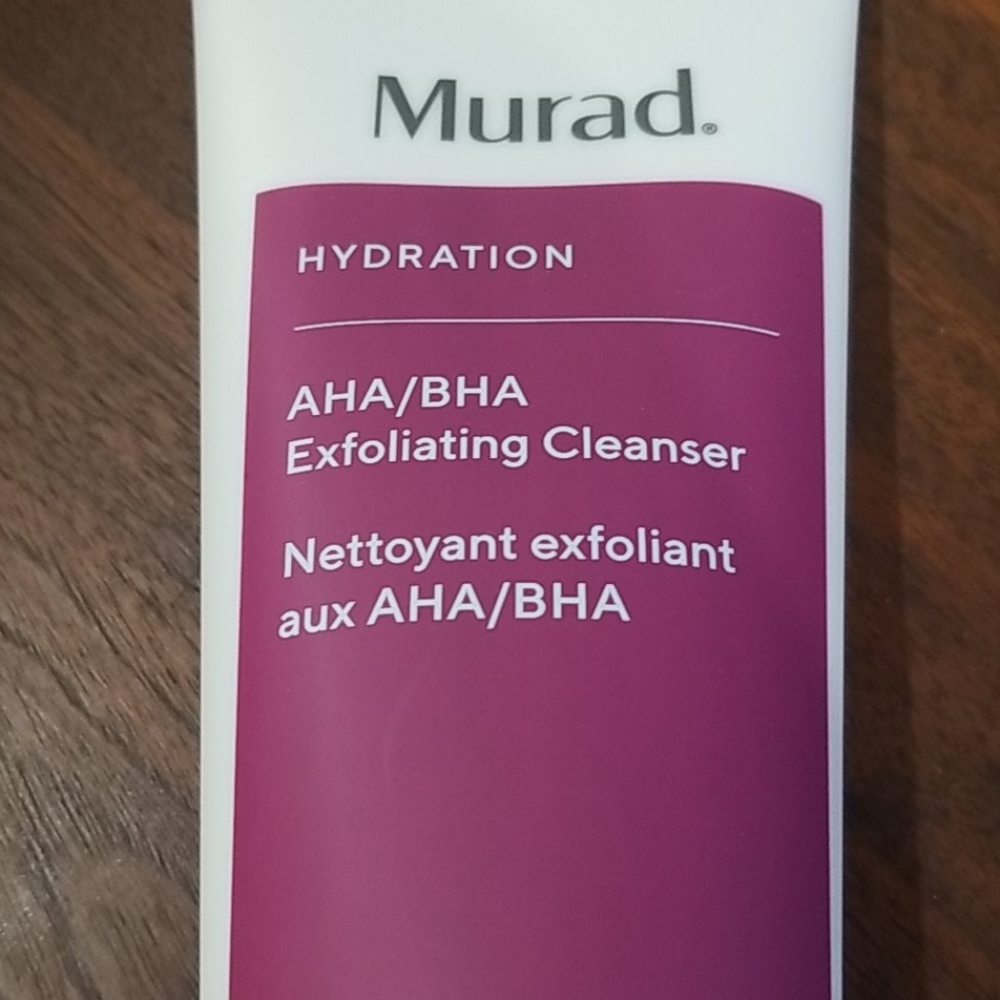 Murad.®
HYDRATION
AHA/BHA
Exfoliating Cleanser
Nettoyant exfoliant
aux AHA/BHA